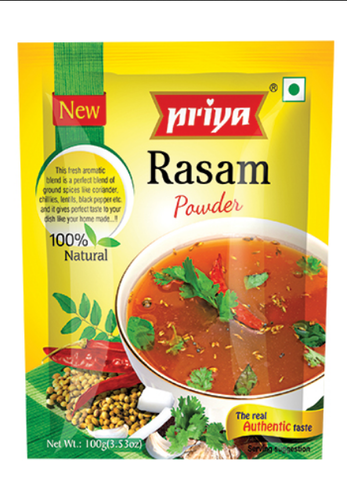 New
priya®
Rasam
Powder
This fresh aromatic
blend is a perfect blend of
ground spices like coriander,
chillies, lentils, black pepper etc.
and it gives perfect taste to your
dish like your home made...!!
100%
Natural
The real
Authentic taste
Serving suggestion
Net Wt.: 100g(3.53oz)